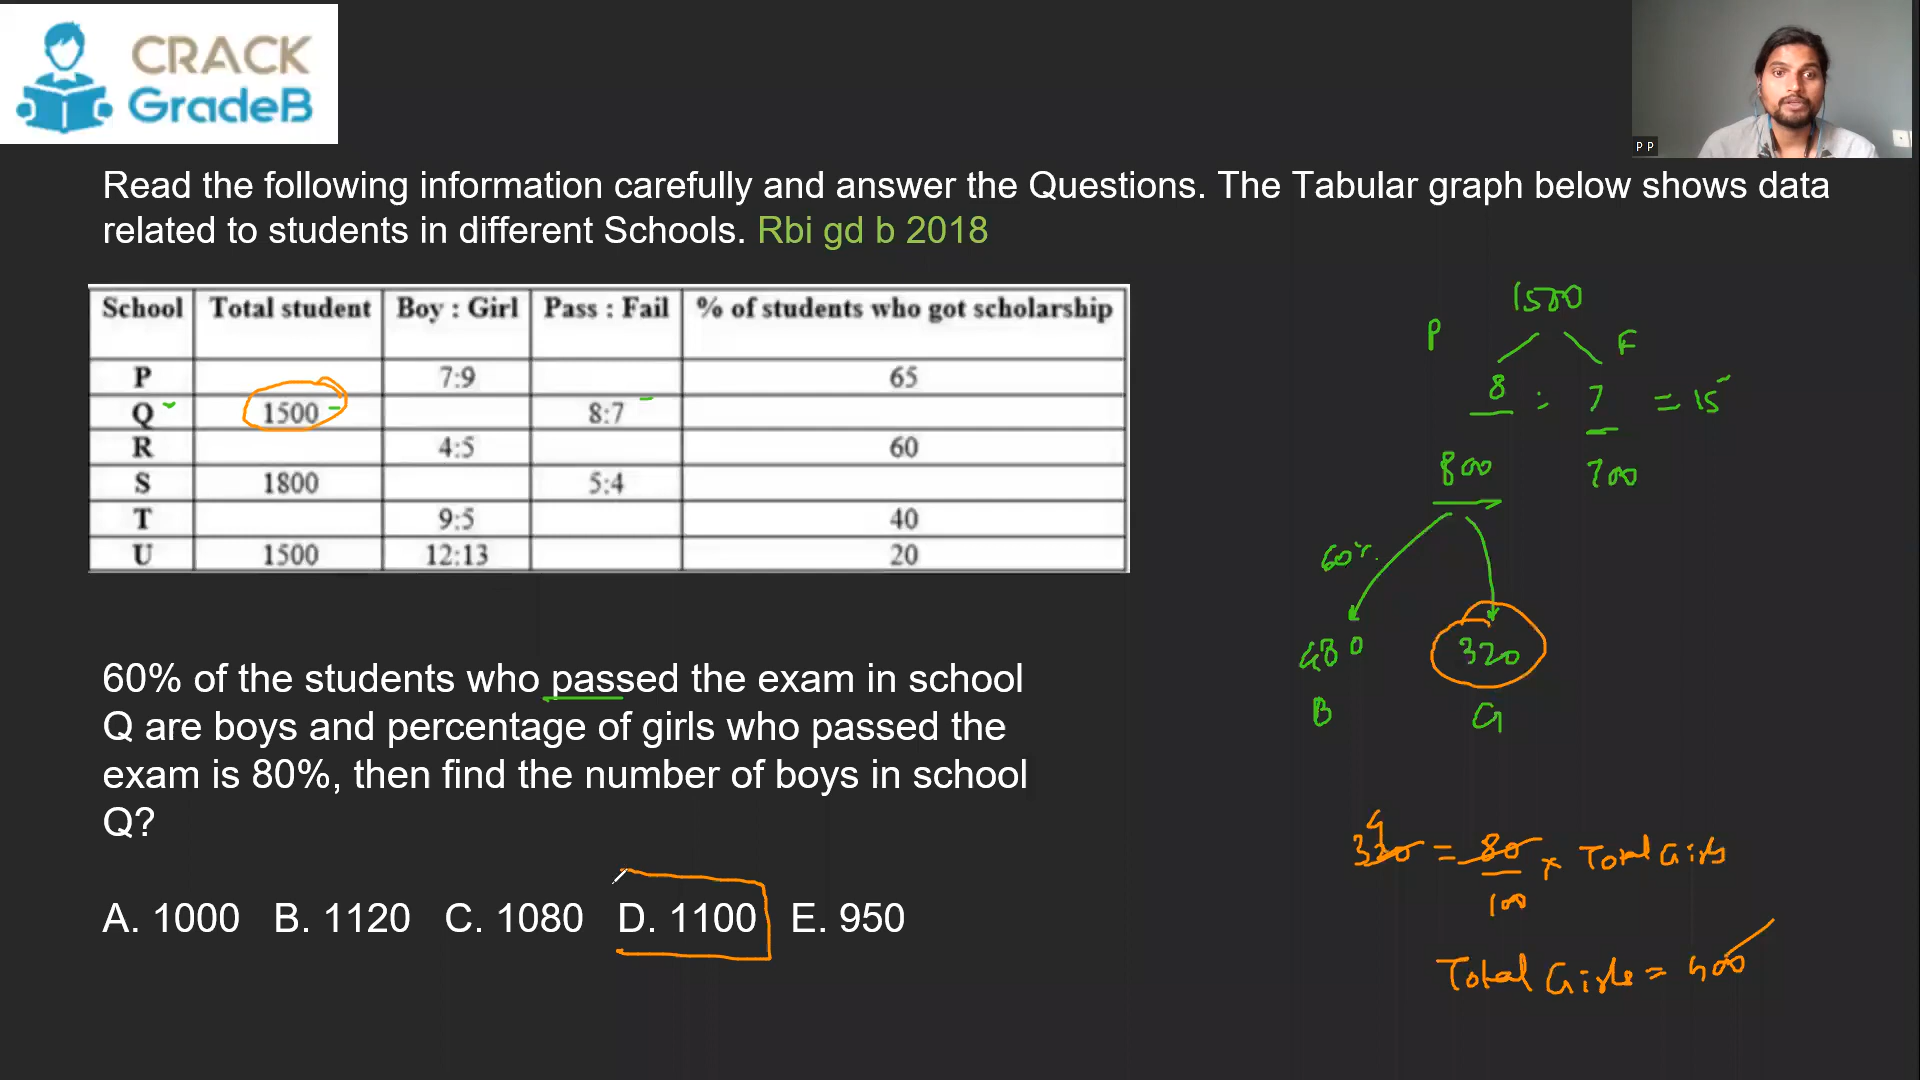 CRACK
GradeB
P P
Read the following information carefully and answer the Questions. The Tabular graph below shows data
related to students in different Schools. Rbi gd b 2018
School Total student Boy : Girl Pass : Fail % of students who got scholarship
P 7:9 65
Q 1500 8:7
R 4:5 60
S 1800 5:4
T 9:5 40
U 1500 12:13 20
1500
P F
8 : 7 = 15
800 700
60%
480 320
B G
60% of the students who passed the exam in school
Q are boys and percentage of girls who passed the
exam is 80%, then find the number of boys in school
Q?
A. 1000 B. 1120 C. 1080 D. 1100 E. 950
4
320 = 80 x Total Girls
100
Total Girls = 400